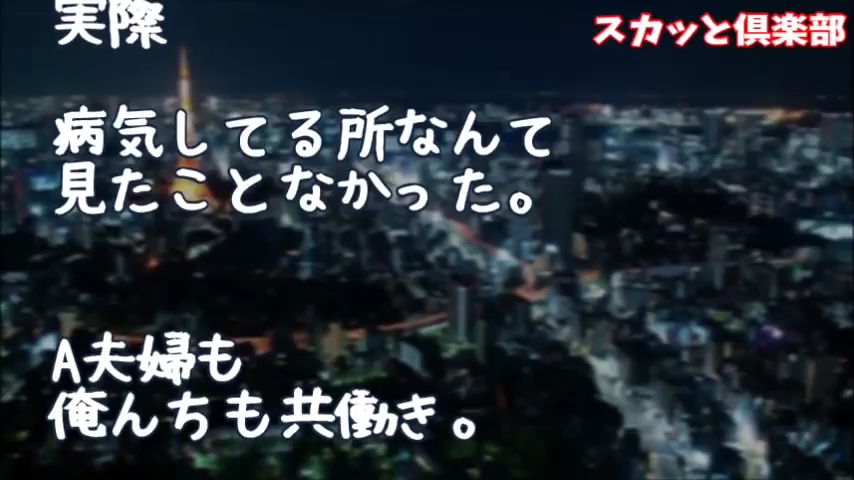 実際
スカッと倶楽部
病気してる所なんて
見たことなかった。
A夫婦も
俺んちも共働き。